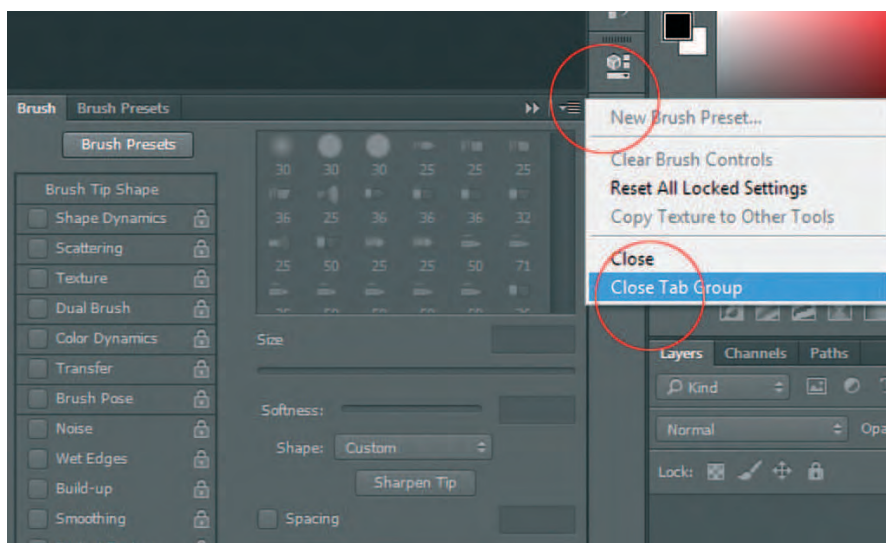 Brush Brush Presets
Brush Presets
Brush Tip Shape
Shape Dynamics
Scattering
Texture
Dual Brush
Color Dynamics
Transfer
Brush Pose
Noise
Wet Edges
Build-up
Smoothing
30 30 30 25 25 25
36 25 36 36 36 32
25 50 25 25 50 71
Size
Softness:
Shape: Custom
Sharpen Tip
Spacing
New Brush Preset...
Clear Brush Controls
Reset All Locked Settings
Copy Texture to Other Tools
Close
Close Tab Group
Layers Channels Paths
Kind
Normal Opa
Lock: